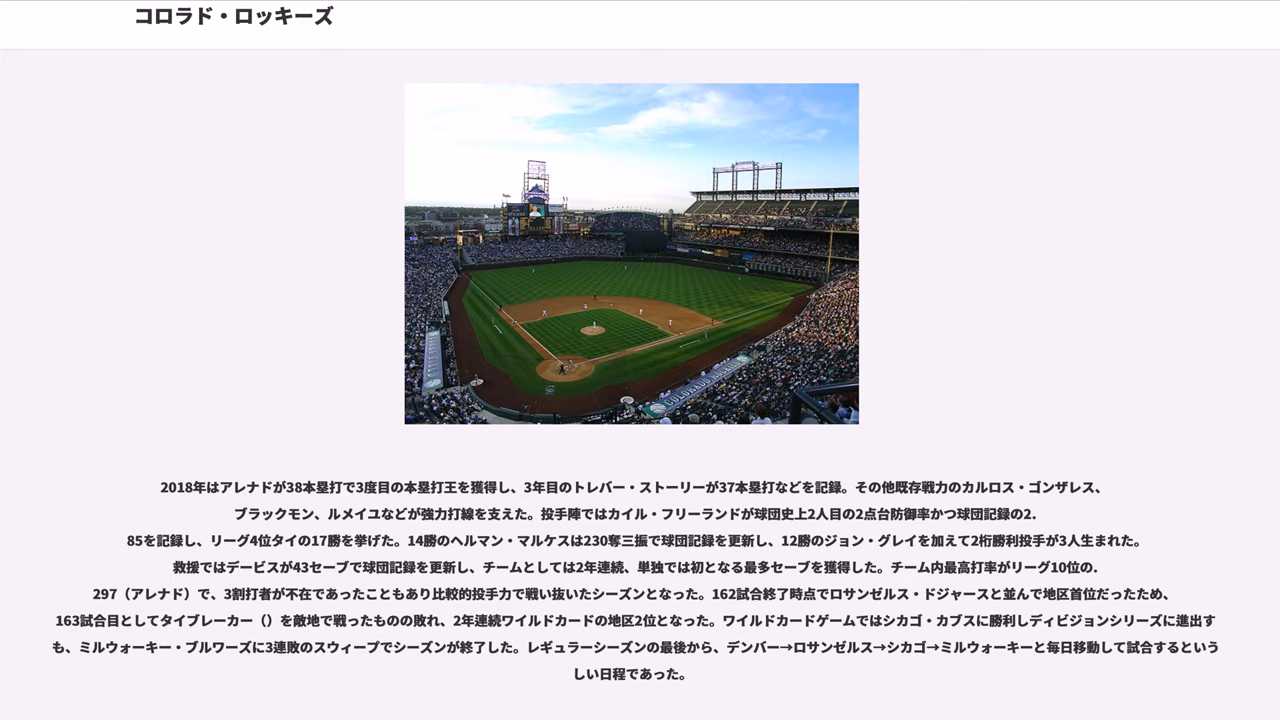 コロラド・ロッキーズ
COLORADO
2018年はアレナドが38本塁打で3度目の本塁打王を獲得し、3年目のトレバー・ストーリーが37本塁打などを記録。その他既存戦力のカルロス・ゴンザレス、
ブラックモン、ルメイユなどが強力打線を支えた。投手陣ではカイル・フリーランドが球団史上2人目の2点台防御率かつ球団記録の2.
85を記録し、リーグ4位タイの17勝を挙げた。14勝のヘルマン・マルケスは230奪三振で球団記録を更新し、12勝のジョン・グレイを加えて2桁勝利投手が3人生まれた。
救援ではデービスが43セーブで球団記録を更新し、チームとしては2年連続、単独では初となる最多セーブを獲得した。チーム内最高打率がリーグ10位の.
297（アレナド）で、3割打者が不在であったこともあり比較的投手力で戦い抜いたシーズンとなった。162試合終了時点でロサンゼルス・ドジャースと並んで地区首位だったため、
163試合目としてタイブレーカー（）を敵地で戦ったものの敗れ、2年連続ワイルドカードの地区2位となった。ワイルドカードゲームではシカゴ・カブスに勝利しディビジョンシリーズに進出す
も、ミルウォーキー・ブルワーズに3連敗のスウィープでシーズンが終了した。レギュラーシーズンの最後から、デンバー→ロサンゼルス→シカゴ→ミルウォーキーと毎日移動して試合するという
しい日程であった。